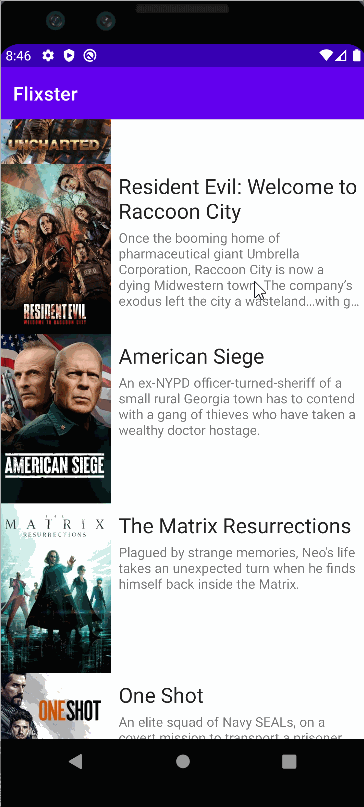 8:46
Flixster
UNCHARTED
Resident Evil: Welcome to
Raccoon City
Once the booming home of
pharmaceutical giant Umbrella
Corporation, Raccoon City is now a
dying Midwestern town. The company's
exodus left the city a wasteland...with g...
RESIDENT EVIL
WELCOME TO RACCOON CITY
American Siege
An ex-NYPD officer-turned-sheriff of a
small rural Georgia town has to contend
with a gang of thieves who have taken a
wealthy doctor hostage.
AMERICAN SIEGE
THE
MATRIX
RESURRECTIONS
The Matrix Resurrections
Plagued by strange memories, Neo's life
takes an unexpected turn when he finds
himself back inside the Matrix.
ONE SHOT
One Shot
An elite squad of Navy SEALs, on a
covert mission to transport a prisoner